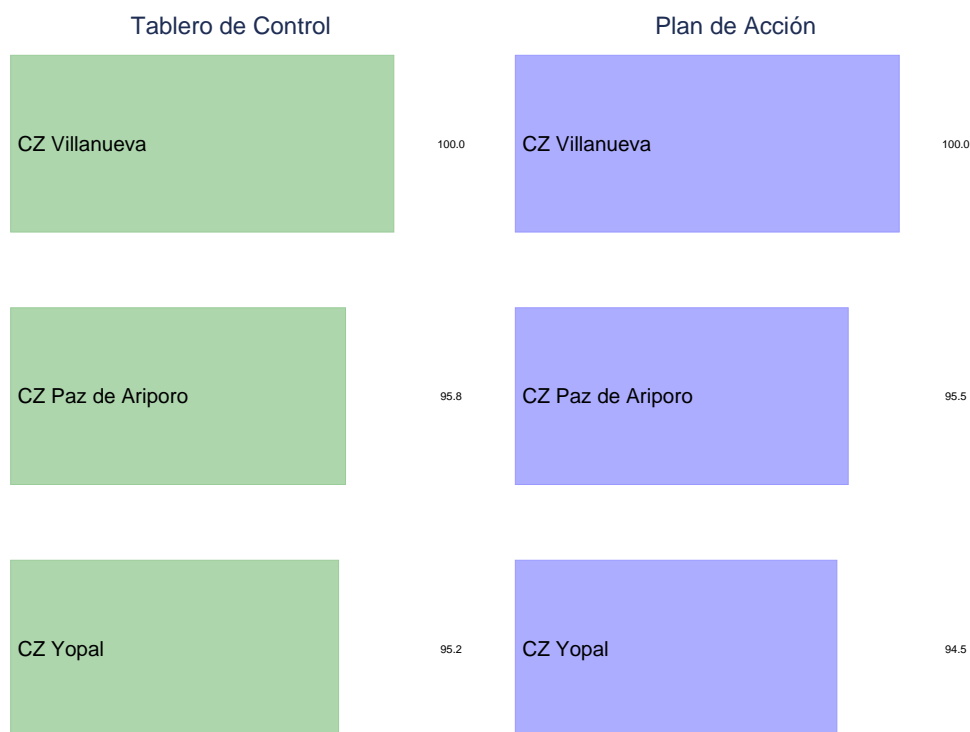 Tablero de Control
CZ Villanueva 100.0
CZ Paz de Ariporo 95.8
CZ Yopal 95.2
Plan de Acción
CZ Villanueva 100.0
CZ Paz de Ariporo 95.5
CZ Yopal 94.5